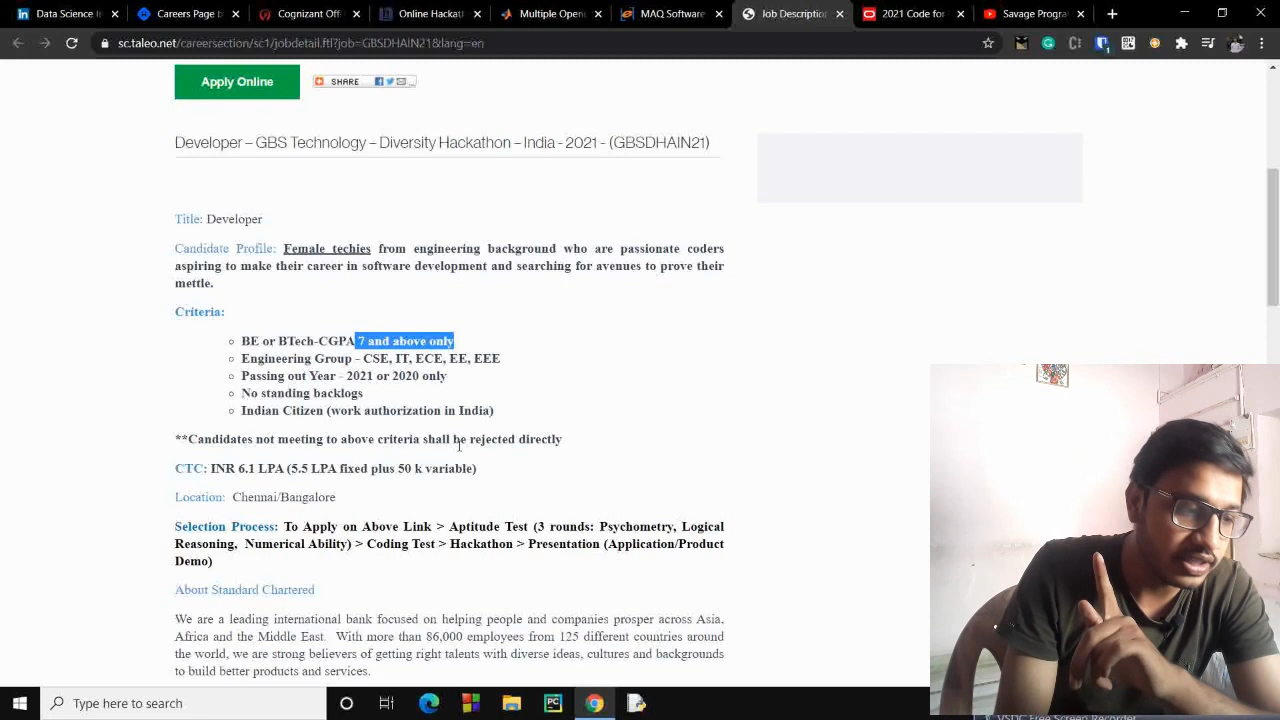 Data Science i
Careers Page b
Cognizant Off
Online Hackath
Multiple Open
MAQ Software
Job Descriptio
2021 Code for
Savage Progra
sc.taleo.net/careersection/sc1/jobdetail.ftl?job=GBSDHAIN21&lang=en
Apply Online
SHARE
Developer – GBS Technology – Diversity Hackathon – India - 2021 - (GBSDHAIN21)
Title: Developer
Candidate Profile: Female techies from engineering background who are passionate coders
aspiring to make their career in software development and searching for avenues to prove their
mettle.
Criteria:
BE or BTech-CGPA 7 and above only
Engineering Group - CSE, IT, ECE, EE, EEE
Passing out Year - 2021 or 2020 only
No standing backlogs
Indian Citizen (work authorization in India)
**Candidates not meeting to above criteria shall be rejected directly
CTC: INR 6.1 LPA (5.5 LPA fixed plus 50 k variable)
Location: Chennai/Bangalore
Selection Process: To Apply on Above Link > Aptitude Test (3 rounds: Psychometry, Logical
Reasoning, Numerical Ability) > Coding Test > Hackathon > Presentation (Application/Product
Demo)
About Standard Chartered
We are a leading international bank focused on helping people and companies prosper across Asia,
Africa and the Middle East. With more than 86,000 employees from 125 different countries around
the world, we are strong believers of getting right talents with diverse ideas, cultures and backgrounds
to build better products and services.
Type here to search
VSDC Free Screen Recorder